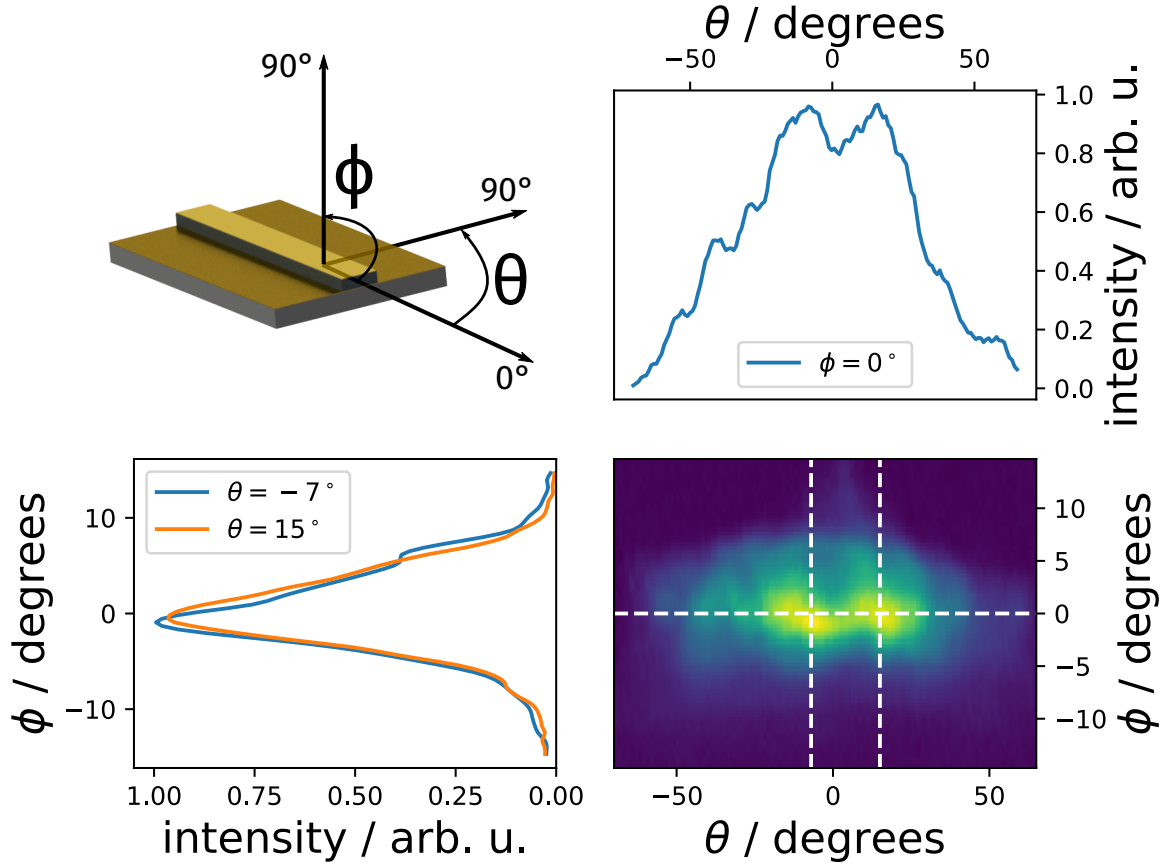 90°
ϕ
90°
θ
0°
θ / degrees
−50 0 50
1.0
0.8
0.6
0.4
0.2
0.0
intensity / arb. u.
ϕ = 0°
θ = −7°
θ = 15°
10
0
−10
ϕ / degrees
1.00 0.75 0.50 0.25 0.00
intensity / arb. u.
10
5
0
−5
−10
ϕ / degrees
−50 0 50
θ / degrees